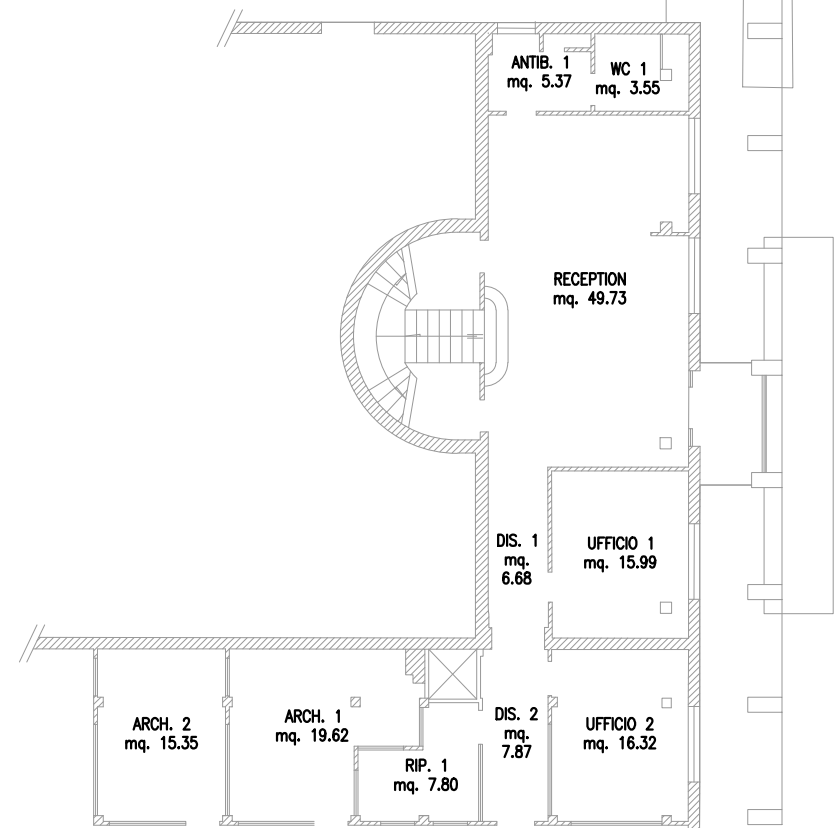 ANTIB. 1
mq. 5.37
WC 1
mq. 3.55
RECEPTION
mq. 49.73
DIS. 1
mq.
6.68
UFFICIO 1
mq. 15.99
ARCH. 2
mq. 15.35
ARCH. 1
mq. 19.62
RIP. 1
mq. 7.80
DIS. 2
mq.
7.87
UFFICIO 2
mq. 16.32